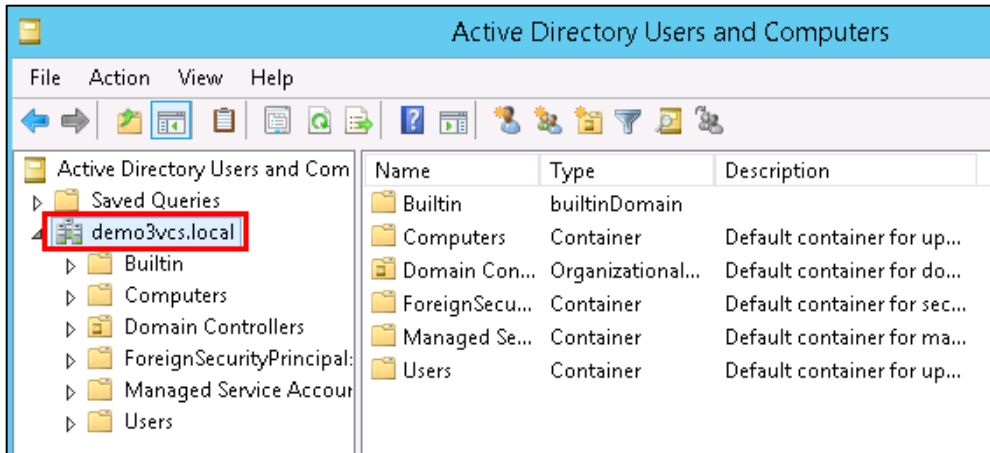 Active Directory Users and Computers
File Action View Help
Active Directory Users and Com
Saved Queries
demo3vcs.local
Builtin
Computers
Domain Controllers
ForeignSecurityPrincipal:
Managed Service Accour
Users
Name Type Description
Builtin builtinDomain
Computers Container Default container for up...
Domain Con... Organizational... Default container for do...
ForeignSecu... Container Default container for sec...
Managed Se... Container Default container for ma...
Users Container Default container for up...